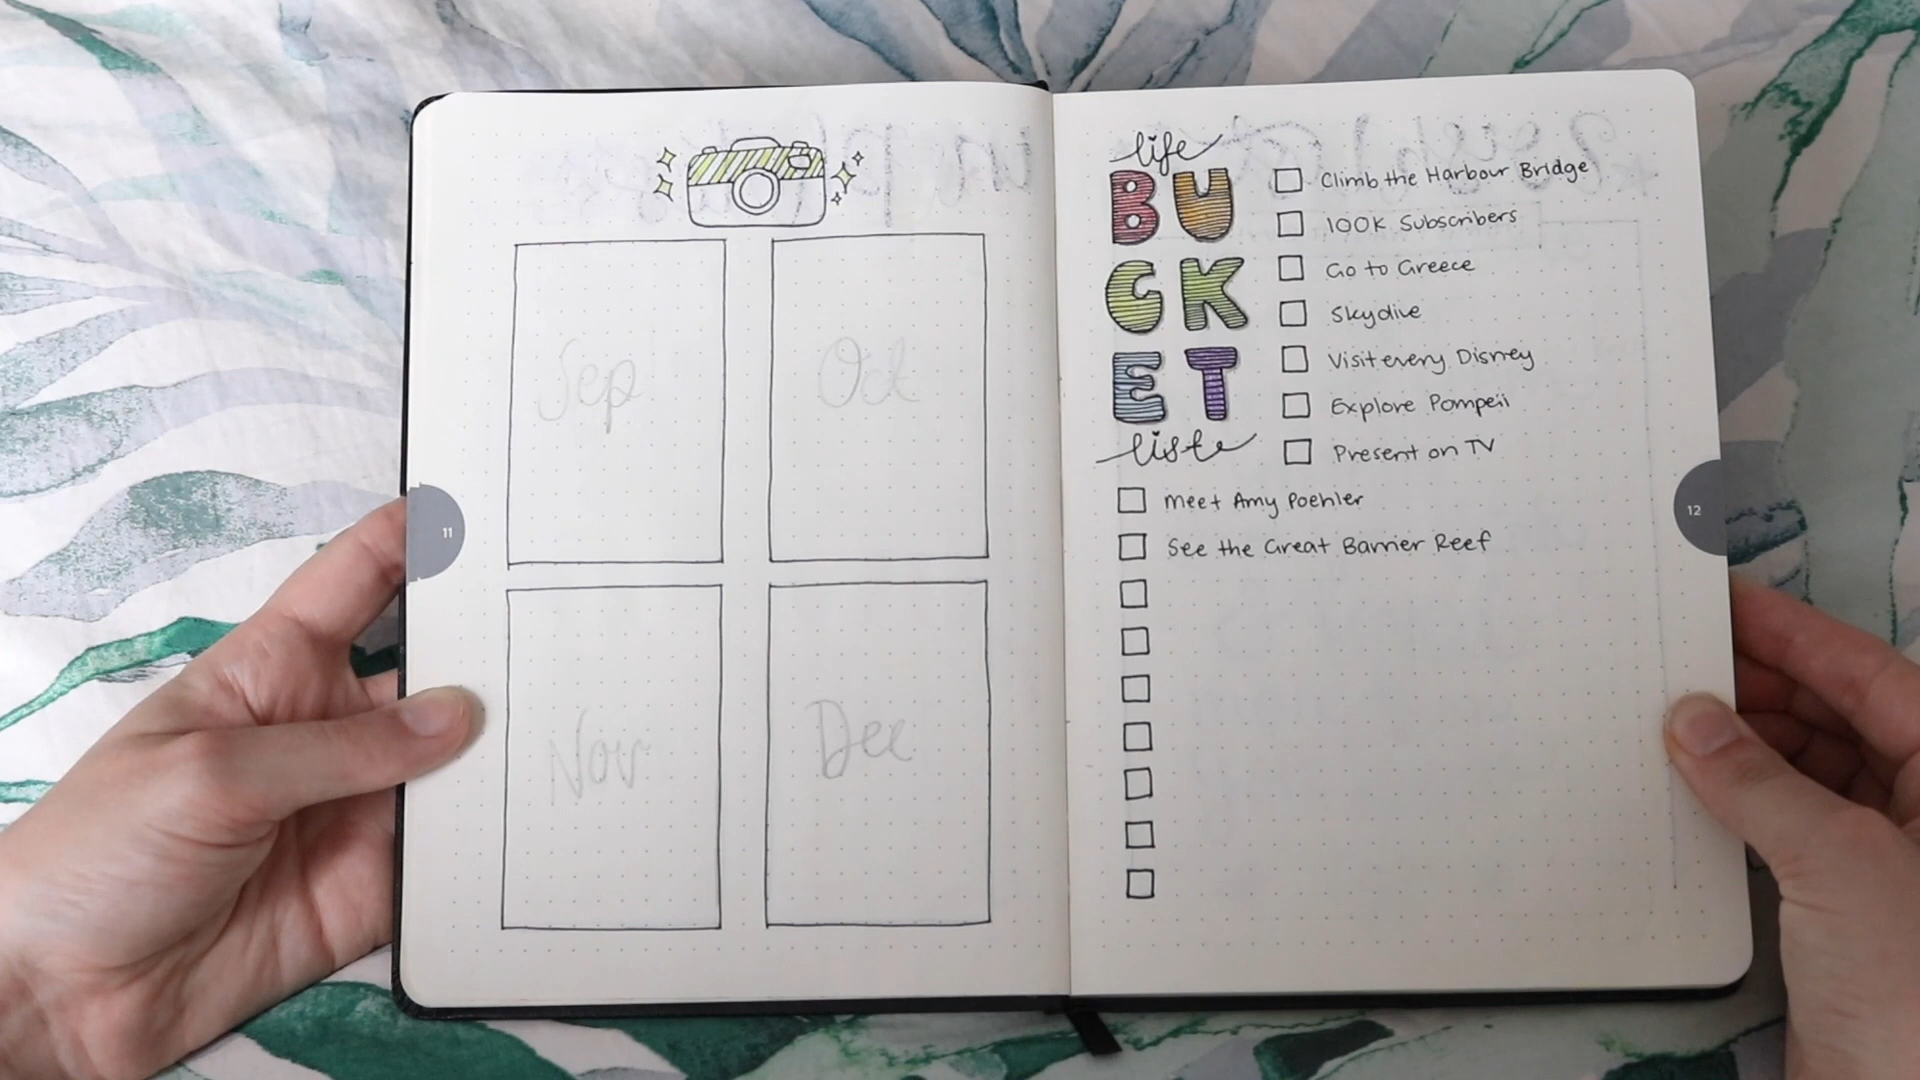 Sep
Oct
Nov
Dec
11
life
BU
CK
ET
liste
Climb the Harbour Bridge
100K Subscribers
Go to Greece
Skydive
Visit every Disney
Explore Pompeii
Present on TV
Meet Amy Poehler
See the Great Barrier Reef
12